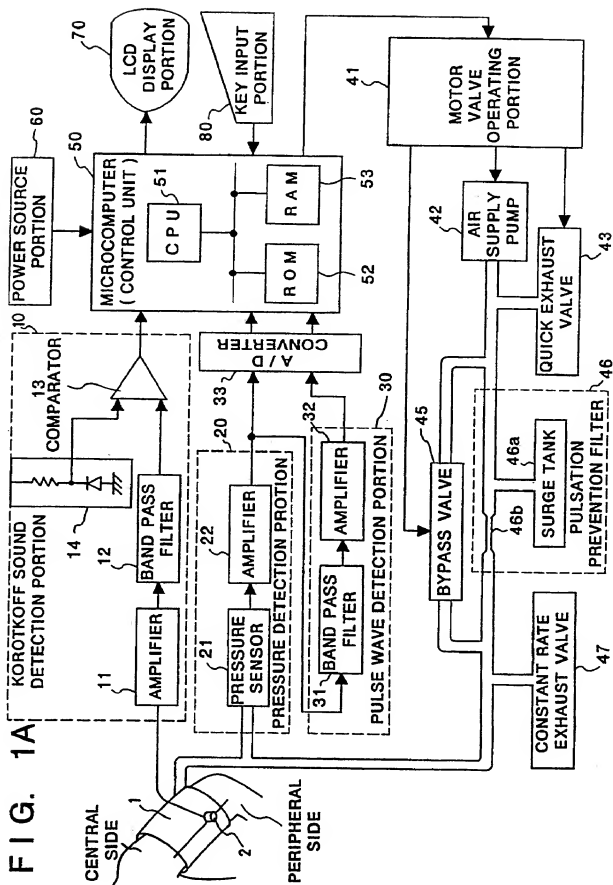 FIG. 1A
CENTRAL
SIDE
PERIPHERAL
SIDE
1
2
KOROTKOFF SOUND
DETECTION PORTION
10
11
AMPLIFIER
12
BAND PASS
FILTER
13
COMPARATOR
14
20
21
PRESSURE
SENSOR
22
AMPLIFIER
PRESSURE DETECTION PROTION
30
31
BAND PASS
FILTER
32
AMPLIFIER
PULSE WAVE DETECTION PORTION
33
A/D
CONVERTER
POWER SOURCE
PORTION
60
50
MICROCOMPUTER
(CONTROL UNIT)
51
CPU
ROM
52
RAM
53
70
LCD
DISPLAY
PORTION
80
KEY INPUT
PORTION
41
MOTOR
VALVE
OPERATING
PORTION
42
AIR
SUPPLY
PUMP
QUICK EXHAUST
VALVE
43
45
BYPASS VALVE
46
46a
46b
SURGE TANK
PULSATION
PREVENTION FILTER
CONSTANT RATE
EXHAUST VALVE
47